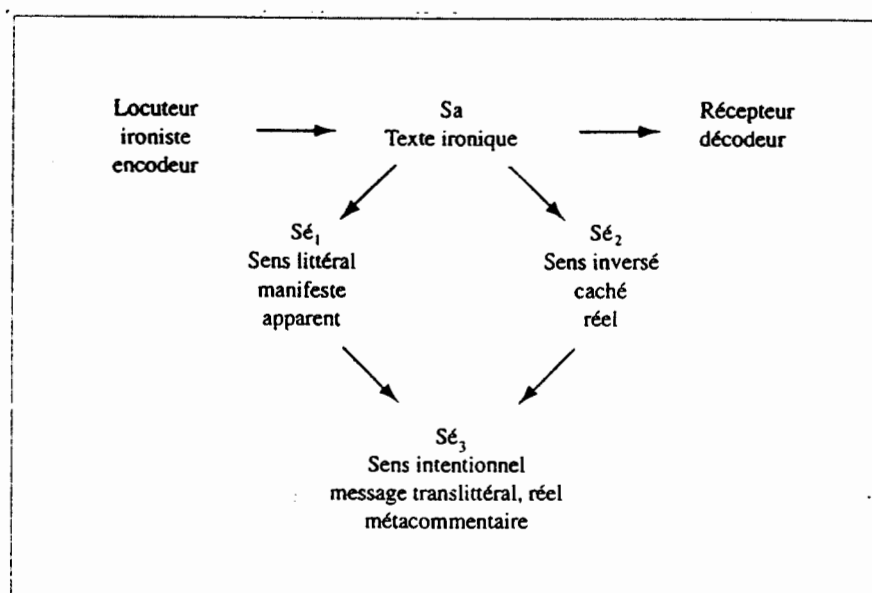 Locuteur
ironiste
encodeur
Sa
Texte ironique
Récepteur
décodeur
Sé₁
Sens littéral
manifeste
apparent
Sé₂
Sens inversé
caché
réel
Sé₃
Sens intentionnel
message translittéral, réel
métacommentaire